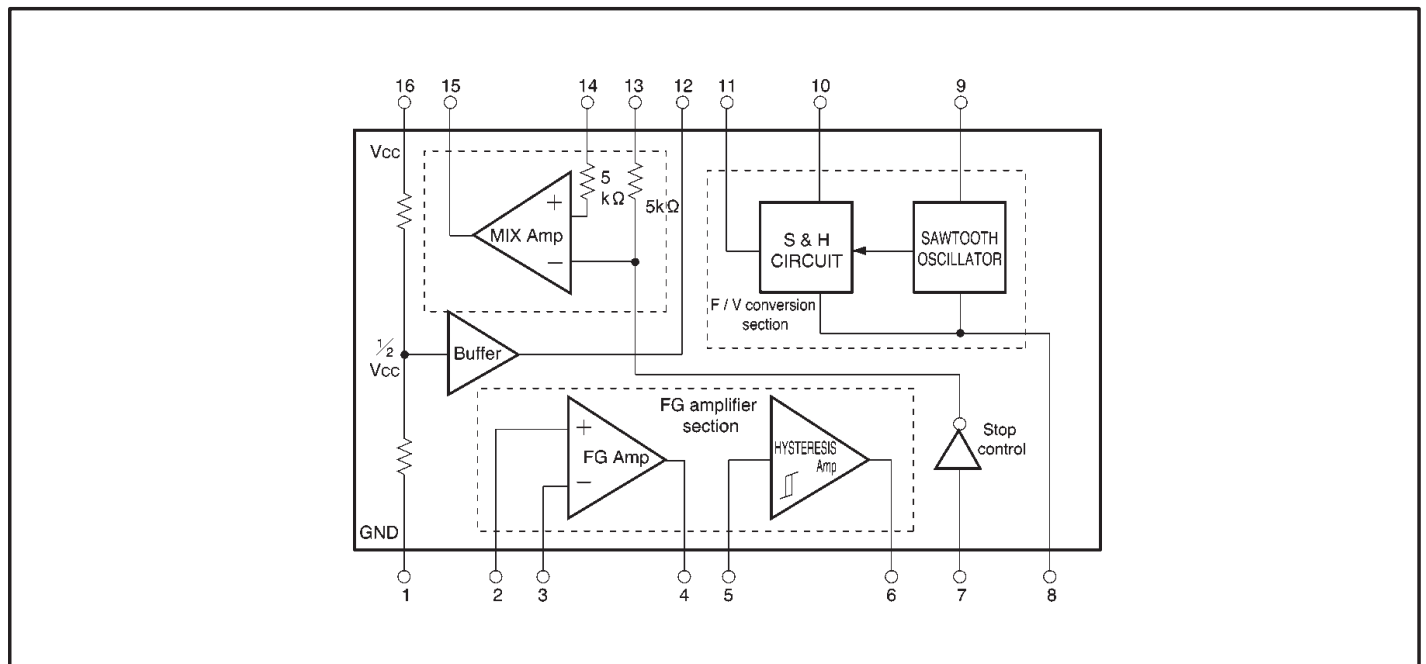 16 15 14 13 12 11 10 9
Vcc
5
kΩ
5kΩ
+
MIX Amp
−
S & H
CIRCUIT
SAWTOOTH
OSCILLATOR
F / V conversion
section
1/2
Vcc
Buffer
FG amplifier
section
+
FG Amp
−
HYSTERESIS
Amp
Stop
control
GND
1 2 3 4 5 6 7 8